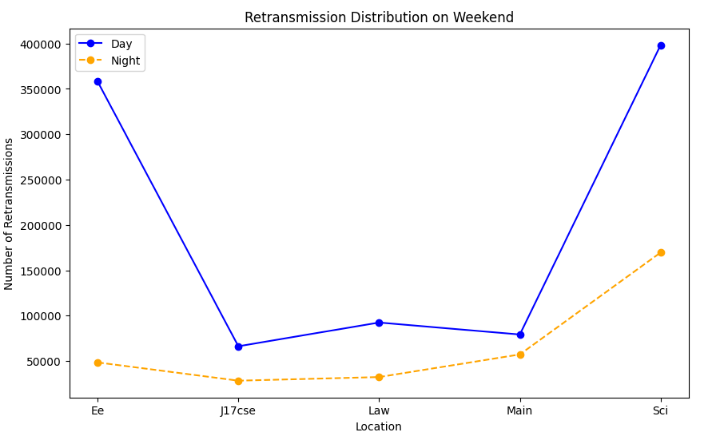 Retransmission Distribution on Weekend
Day
Night
Number of Retransmissions
400000
350000
300000
250000
200000
150000
100000
50000
Ee J17cse Law Main Sci
Location